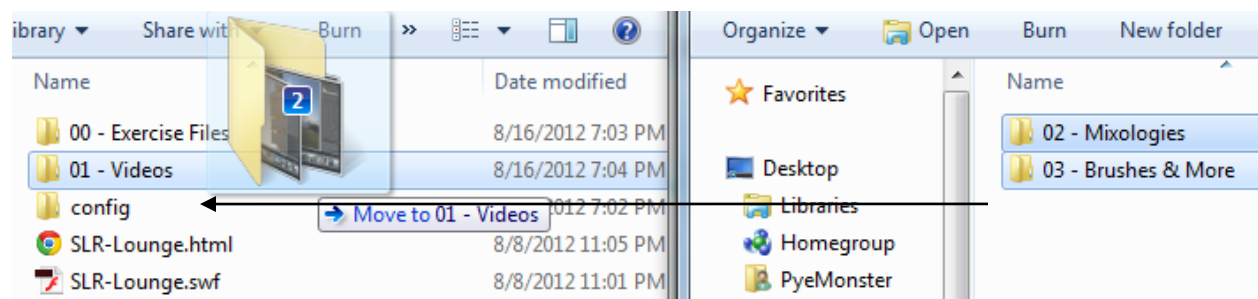 ibrary Share with Burn »
Name Date modified
2
00 - Exercise Files 8/16/2012 7:03 PM
01 - Videos 8/16/2012 7:04 PM
config 2012 7:02 PM
Move to 01 - Videos
SLR-Lounge.html 8/8/2012 11:05 PM
SLR-Lounge.swf 8/8/2012 11:01 PM
Organize Open Burn New folder
Favorites
Desktop
Libraries
Homegroup
PyeMonster
Name
02 - Mixologies
03 - Brushes & More